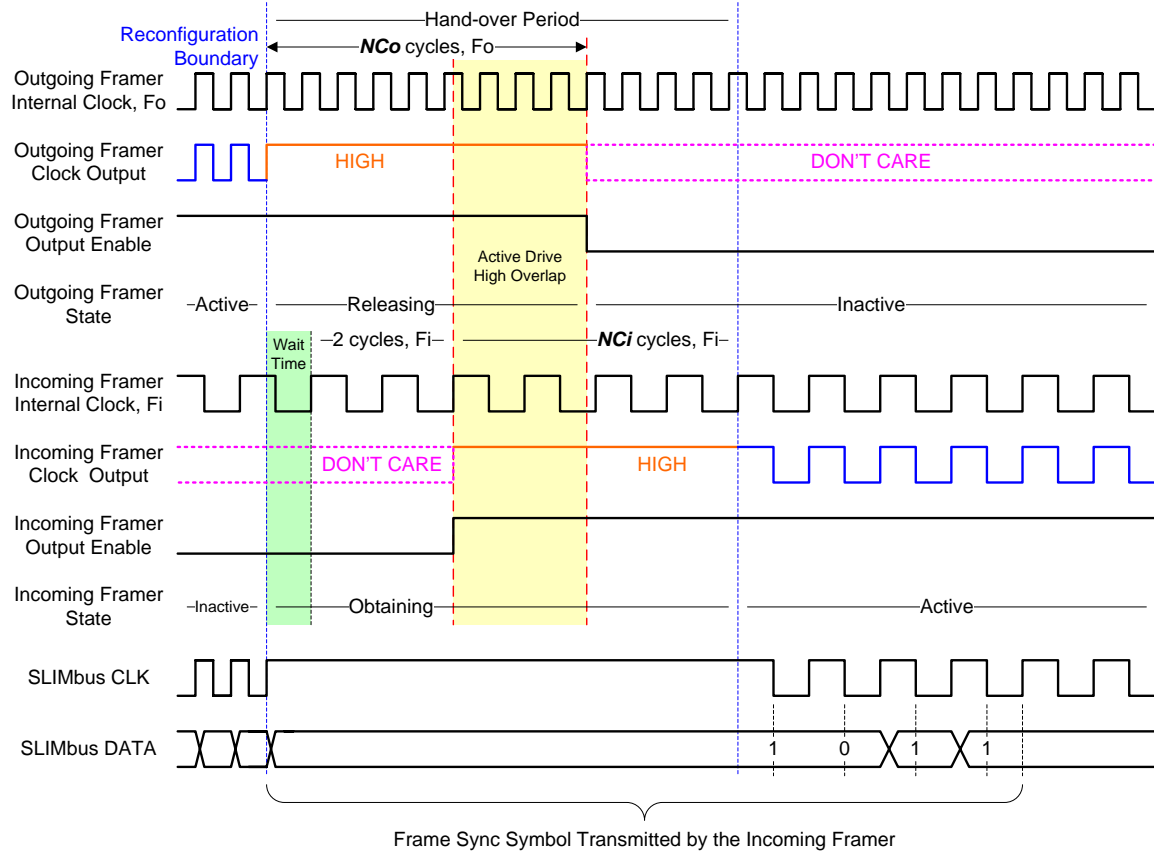 Hand-over Period
Reconfiguration
Boundary
NCo cycles, Fo
Outgoing Framer
Internal Clock, Fo
Outgoing Framer
Clock Output
HIGH
DON'T CARE
Outgoing Framer
Output Enable
Active Drive
High Overlap
Outgoing Framer
State
Active
Releasing
Inactive
Wait
Time
2 cycles, Fi
NCi cycles, Fi
Incoming Framer
Internal Clock, Fi
Incoming Framer
Clock Output
DON'T CARE
HIGH
Incoming Framer
Output Enable
Incoming Framer
State
Inactive
Obtaining
Active
SLIMbus CLK
SLIMbus DATA
1 0 1 1
Frame Sync Symbol Transmitted by the Incoming Framer